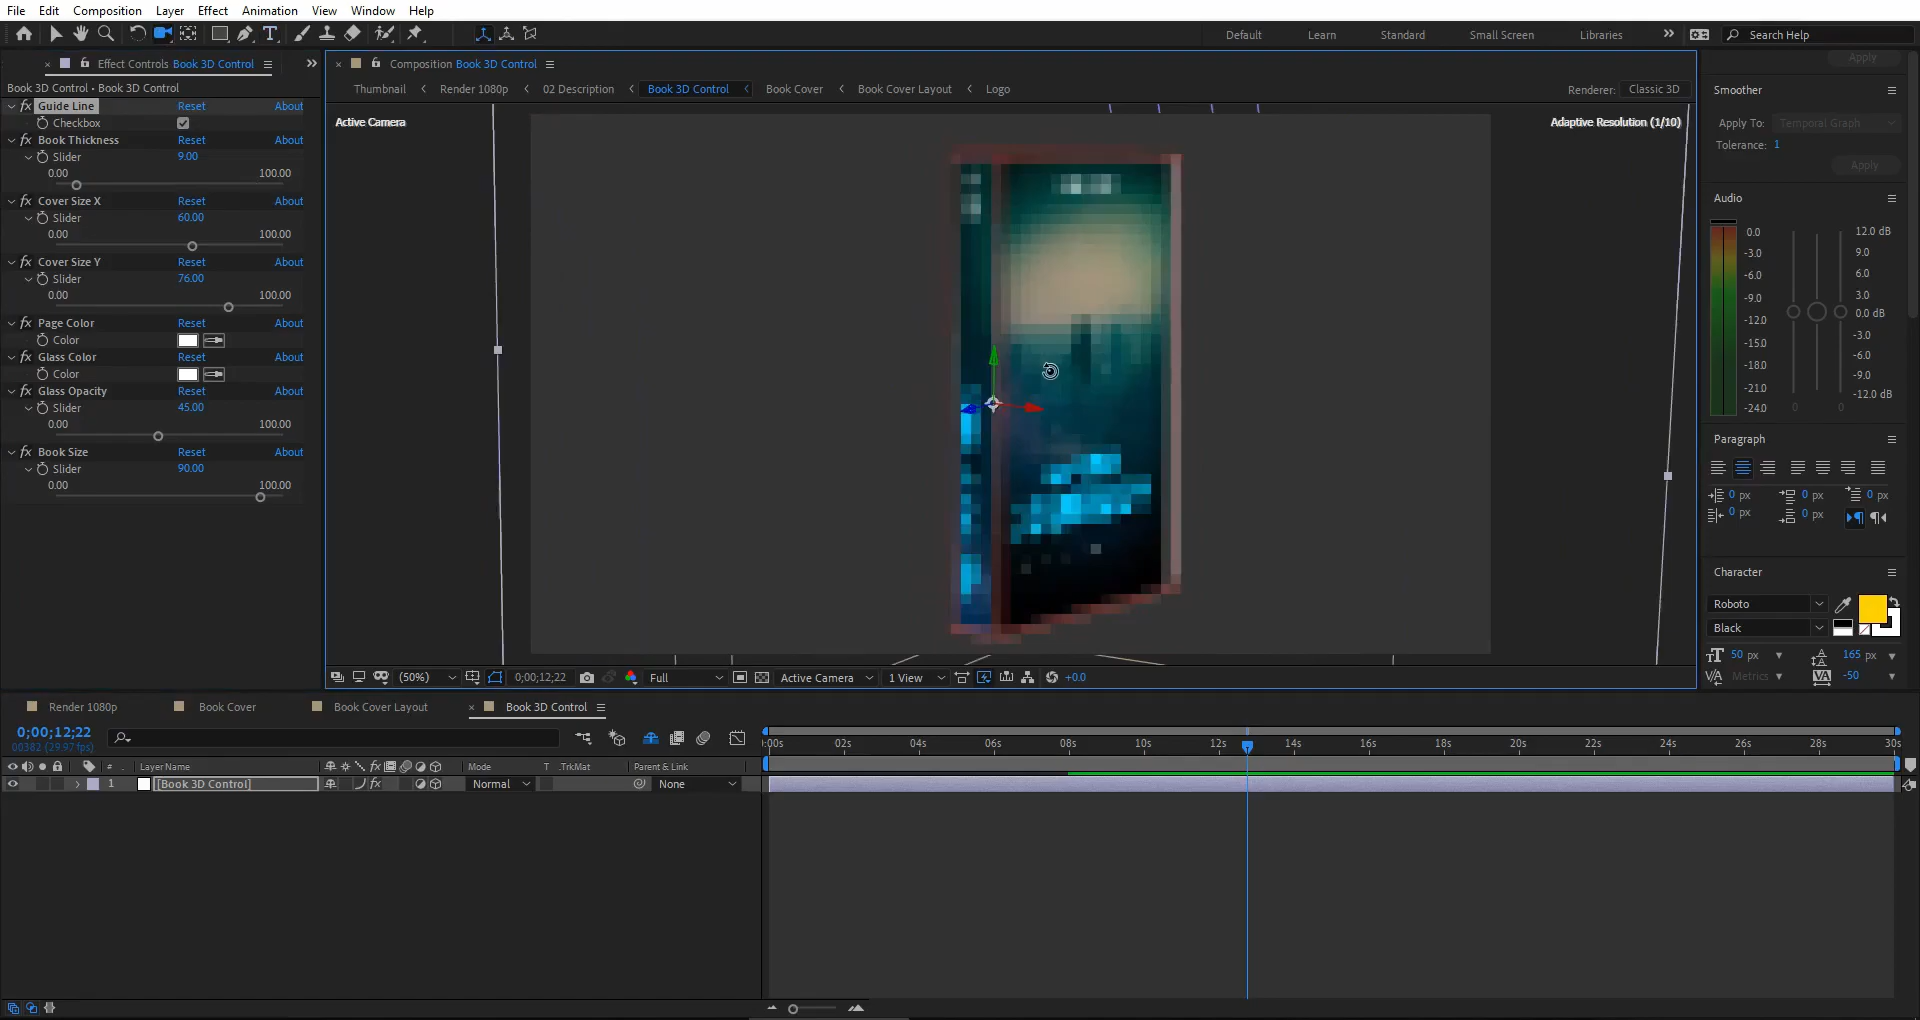 File Edit Composition Layer Effect Animation View Window Help
Default Learn Standard Small Screen Libraries Search Help
Effect Controls Book 3D Control
Book 3D Control • Book 3D Control
Guide Line Reset About
Checkbox
Book Thickness Reset About
Slider 9.00
0.00 100.00
Cover Size X Reset About
Slider 60.00
0.00 100.00
Cover Size Y Reset About
Slider 76.00
0.00 100.00
Page Color Reset About
Color
Glass Color Reset About
Color
Glass Opacity Reset About
Slider 45.00
0.00 100.00
Book Size Reset About
Slider 90.00
0.00 100.00
Composition Book 3D Control
Thumbnail Render 1080p 02 Description Book 3D Control Book Cover Book Cover Layout Logo
Renderer: Classic 3D
Active Camera
Adaptive Resolution (1/10)
(50%) 0;00;12;22 Full Active Camera 1 View +0.0
Apply
Smoother
Apply To: Temporal Graph
Tolerance: 1
Apply
Audio
0.0
-3.0
-6.0
-9.0
-12.0
-15.0
-18.0
-21.0
-24.0
12.0 dB
9.0
6.0
3.0
0.0 dB
-3.0
-6.0
-9.0
-12.0 dB
0 0
Paragraph
0 px 0 px 0 px
0 px 0 px
Character
Roboto
Black
50 px 165 px
Metrics -50
Render 1080p Book Cover Book Cover Layout Book 3D Control
0;00;12;22
00382 (29.97 fps)
:00s 02s 04s 06s 08s 10s 12s 14s 16s 18s 20s 22s 24s 26s 28s 30s
# Layer Name Mode T .TrkMat Parent & Link
1 [Book 3D Control] Normal None